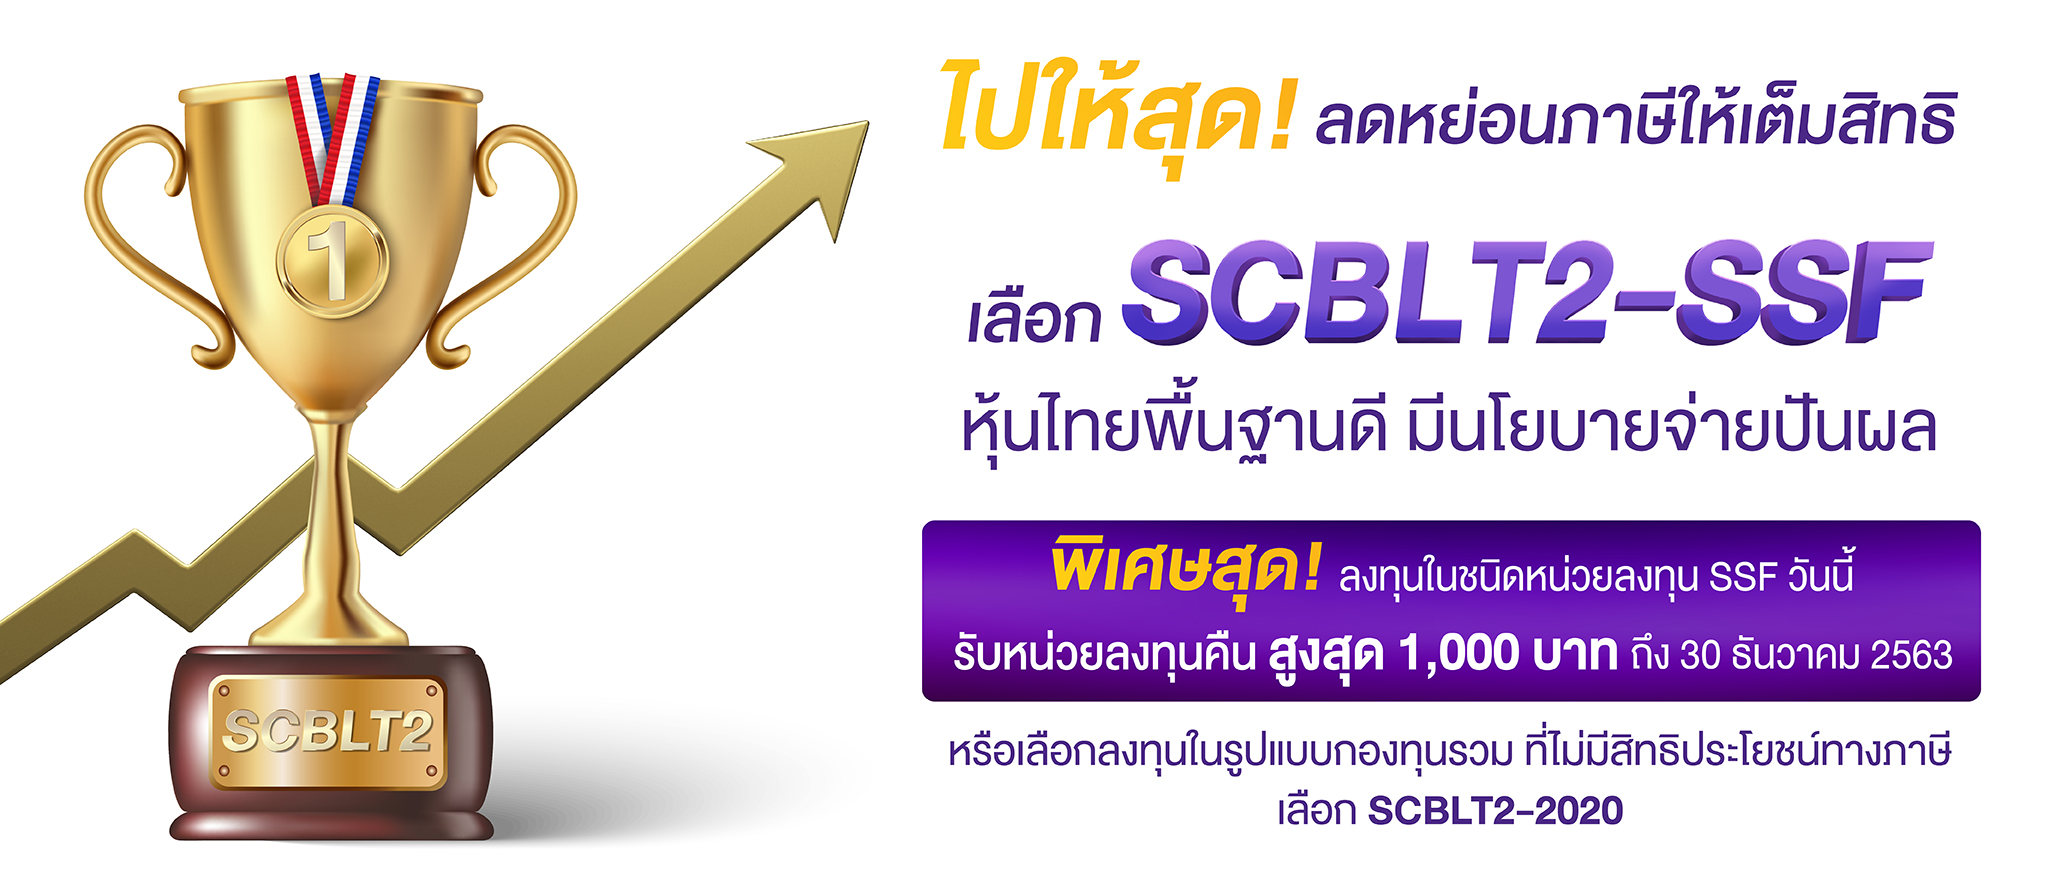 1
SCBLT2
ไปให้สุด! ลดหย่อนภาษีให้เต็มสิทธิ
เลือก SCBLT2-SSF
หุ้นไทยพื้นฐานดี มีนโยบายจ่ายปันผล
พิเศษสุด! ลงทุนในชนิดหน่วยลงทุน SSF วันนี้
รับหน่วยลงทุนคืน สูงสุด 1,000 บาท ถึง 30 ธันวาคม 2563
หรือเลือกลงทุนในรูปแบบกองทุนรวม ที่ไม่มีสิทธิประโยชน์ทางภาษี
เลือก SCBLT2-2020